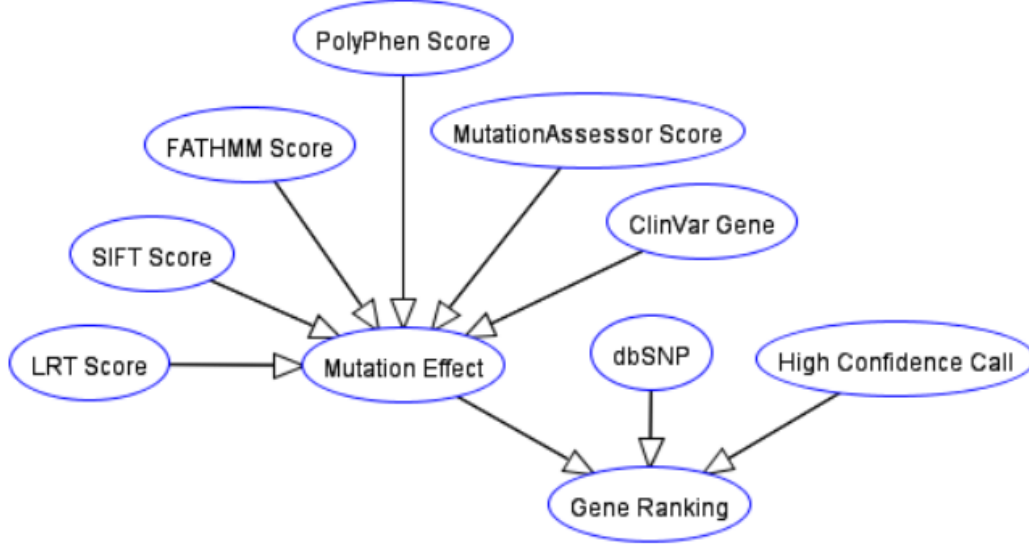 PolyPhen Score
MutationAssessor Score
FATHMM Score
ClinVar Gene
SIFT Score
dbSNP
High Confidence Call
LRT Score
Mutation Effect
Gene Ranking